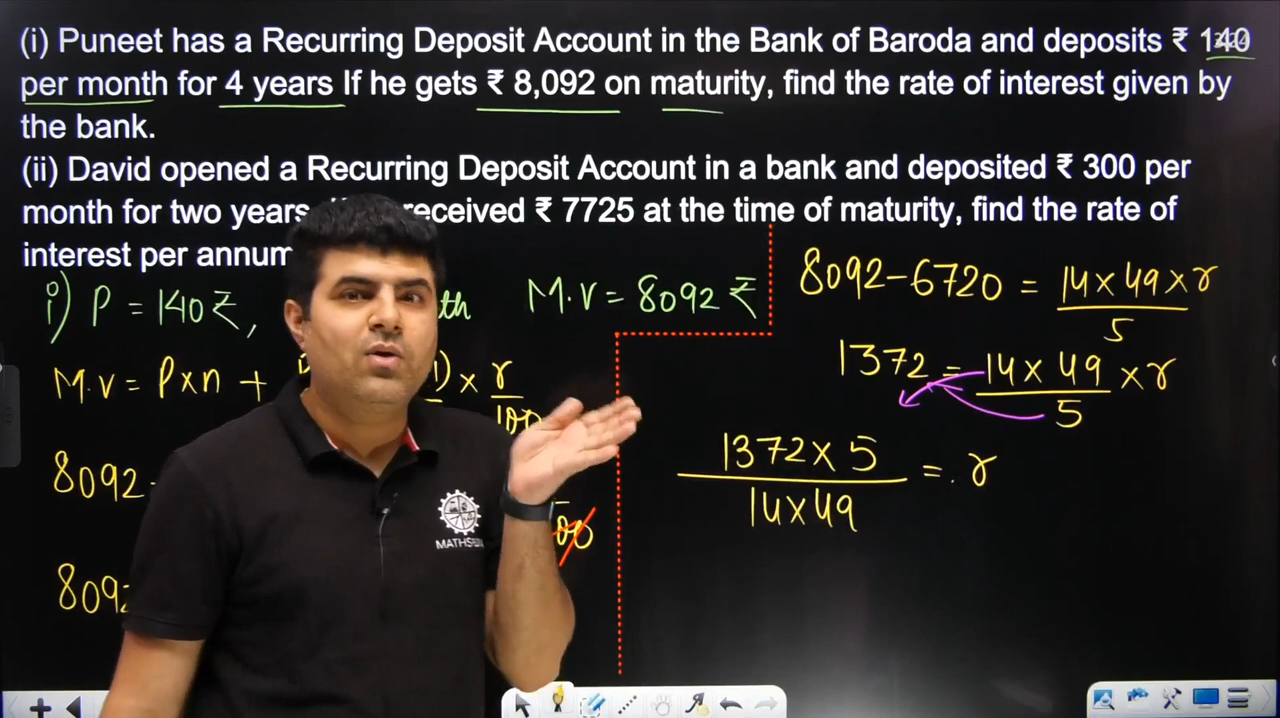 (i) Puneet has a Recurring Deposit Account in the Bank of Baroda and deposits ₹ 140
per month for 4 years If he gets ₹ 8,092 on maturity, find the rate of interest given by
the bank.
(ii) David opened a Recurring Deposit Account in a bank and deposited ₹ 300 per
month for two years received ₹ 7725 at the time of maturity, find the rate of
interest per annum
i) P = 140 ₹, th M.V = 8092 ₹
M.V = P x n + 1) x r/100
8092 -
8092
8092 - 6720 = 14 x 49 x r / 5
1372 = 14 x 49 / 5 x r
1372 x 5 / 14 x 49 = r
MATHS